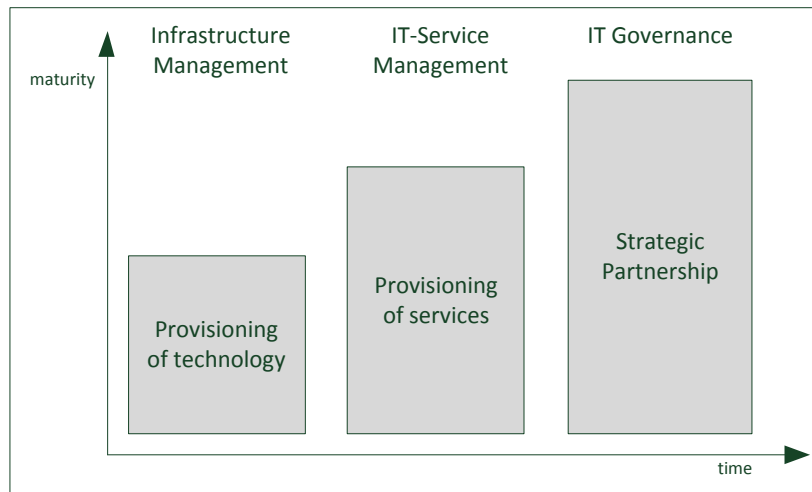 Infrastructure
Management
IT-Service
Management
IT Governance
maturity
Strategic
Partnership
Provisioning
of services
Provisioning
of technology
time